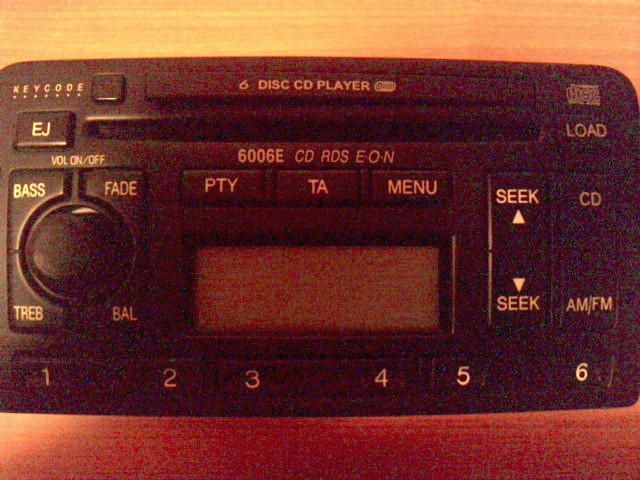 KEYCODE
6 DISC CD PLAYER
EJ
LOAD
VOL ON/OFF
6006E CD RDS E·O·N
BASS
FADE
PTY
TA
MENU
SEEK
CD
SEEK
TREB
BAL
AM/FM
1
2
3
4
5
6